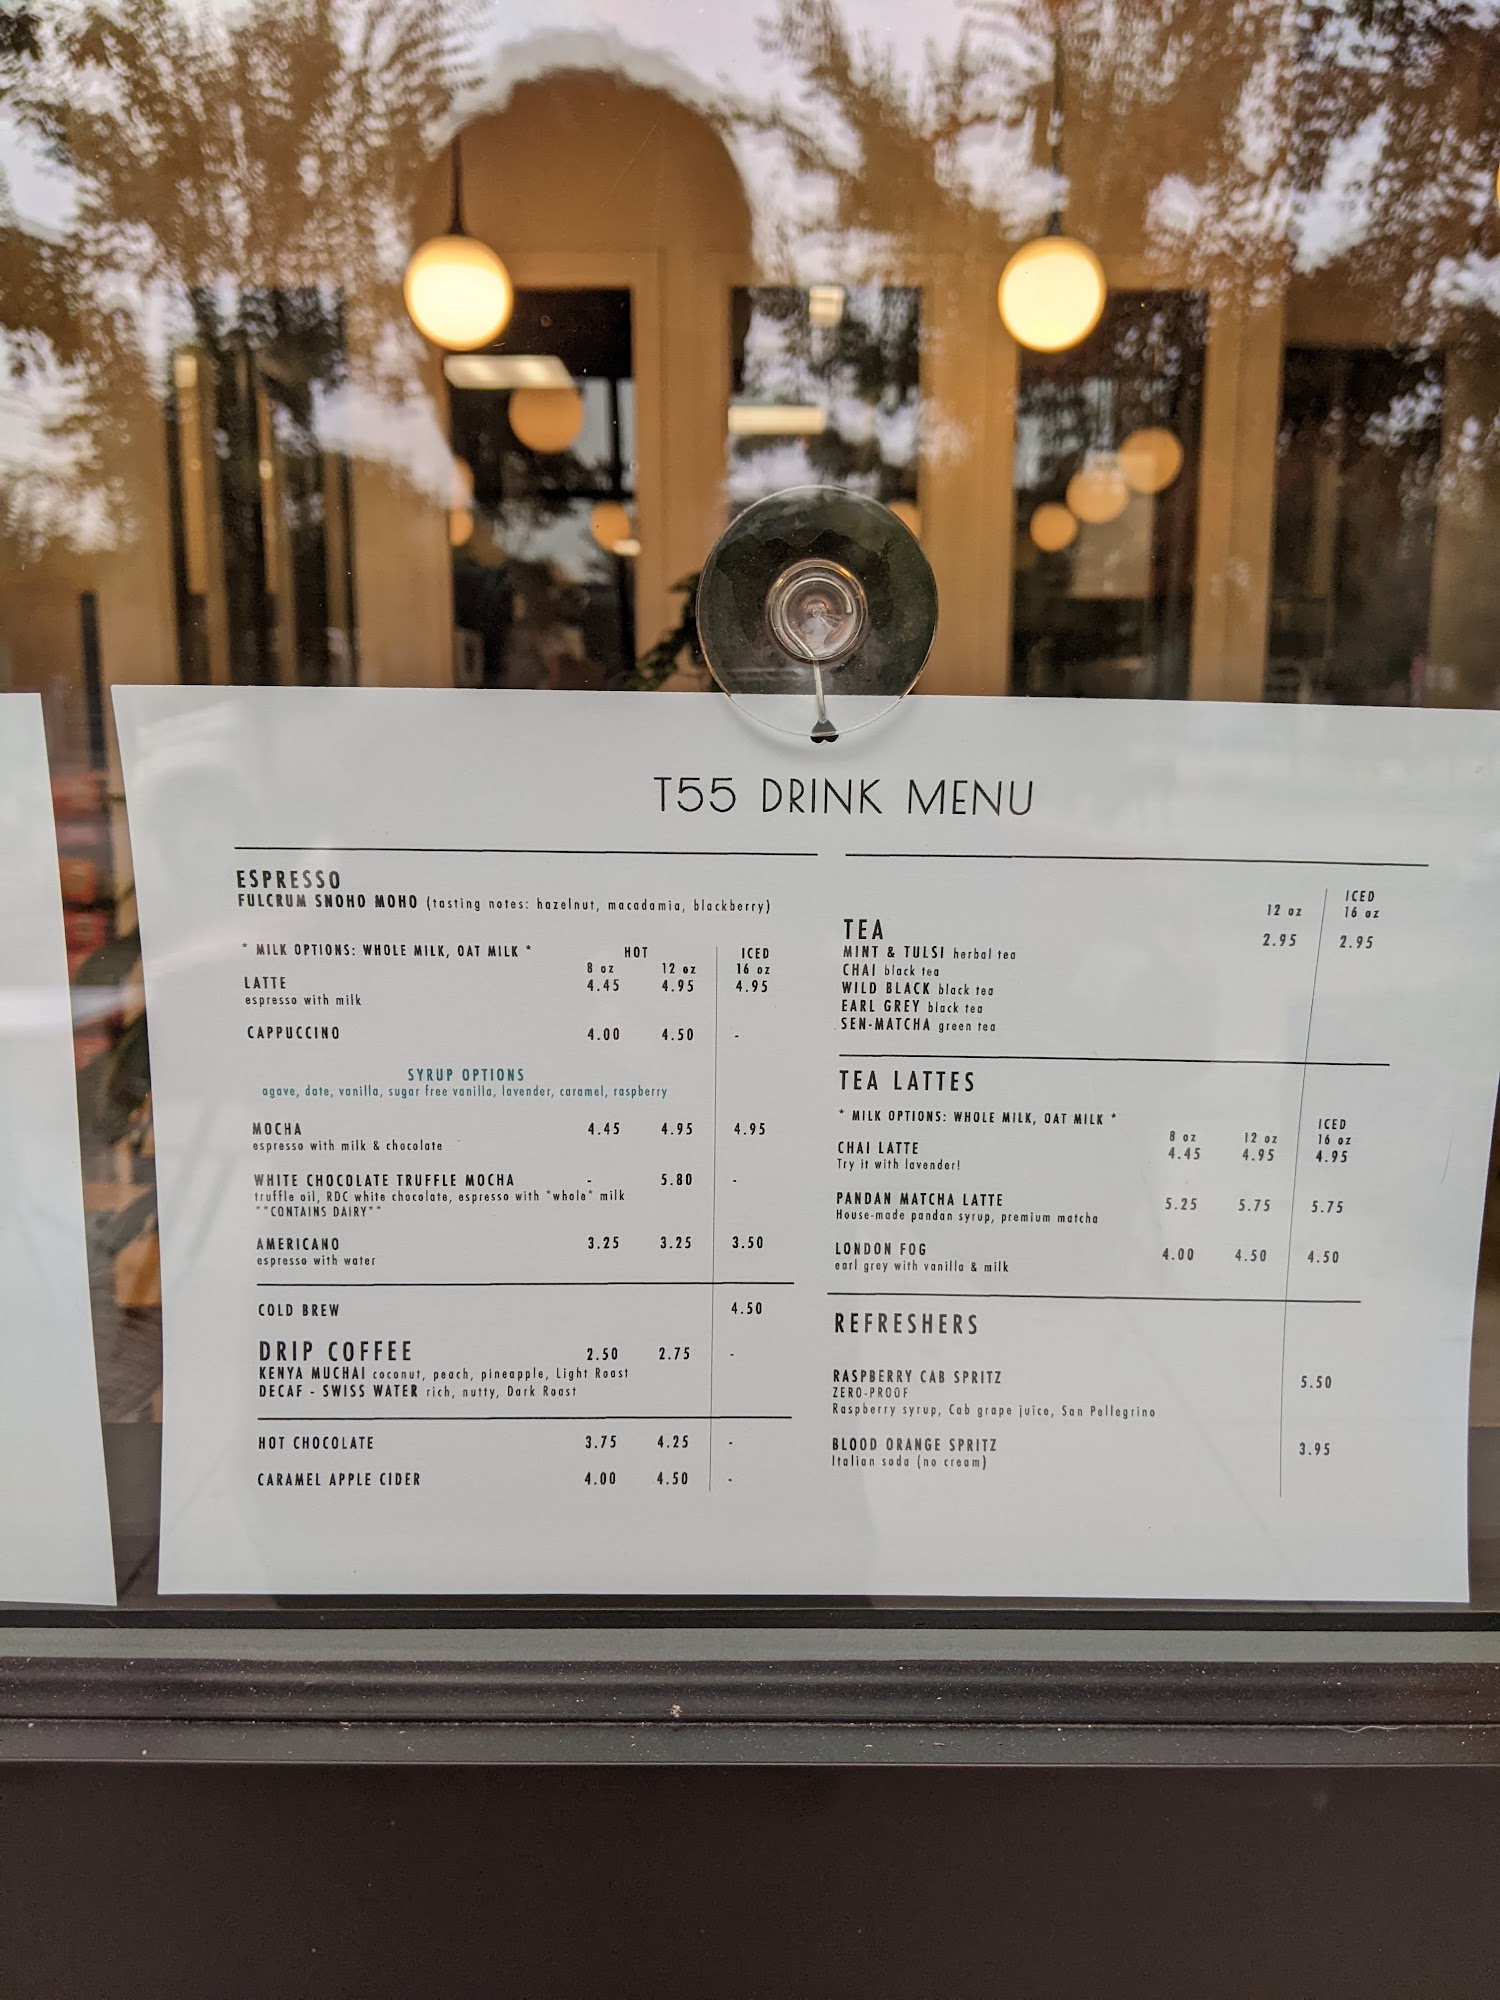 T55 DRINK MENU
ESPRESSO
FULCRUM SNOHO MOHO (tasting notes: hazelnut, macadamia, blackberry)
* MILK OPTIONS: WHOLE MILK, OAT MILK * HOT ICED
8 oz 12 oz 16 oz
LATTE 4.45 4.95 4.95
espresso with milk
CAPPUCCINO 4.00 4.50 -
SYRUP OPTIONS
agave, date, vanilla, sugar free vanilla, lavender, caramel, raspberry
MOCHA 4.45 4.95 4.95
espresso with milk & chocolate
WHITE CHOCOLATE TRUFFLE MOCHA - 5.80 -
truffle oil, RDC white chocolate, espresso with *whole* milk
**CONTAINS DAIRY**
AMERICANO 3.25 3.25 3.50
espresso with water
COLD BREW 4.50
DRIP COFFEE 2.50 2.75 -
KENYA MUCHAI coconut, peach, pineapple, Light Roast
DECAF - SWISS WATER rich, nutty, Dark Roast
HOT CHOCOLATE 3.75 4.25 -
CARAMEL APPLE CIDER 4.00 4.50 -
ICED
12 oz 16 oz
TEA 2.95 2.95
MINT & TULSI herbal tea
CHAI black tea
WILD BLACK black tea
EARL GREY black tea
SEN-MATCHA green tea
TEA LATTES
* MILK OPTIONS: WHOLE MILK, OAT MILK * ICED
8 oz 12 oz 16 oz
CHAI LATTE 4.45 4.95 4.95
Try it with lavender!
PANDAN MATCHA LATTE 5.25 5.75 5.75
House-made pandan syrup, premium matcha
LONDON FOG 4.00 4.50 4.50
earl grey with vanilla & milk
REFRESHERS
RASPBERRY CAB SPRITZ 5.50
ZERO-PROOF
Raspberry syrup, Cab grape juice, San Pellegrino
BLOOD ORANGE SPRITZ 3.95
Italian soda (no cream)